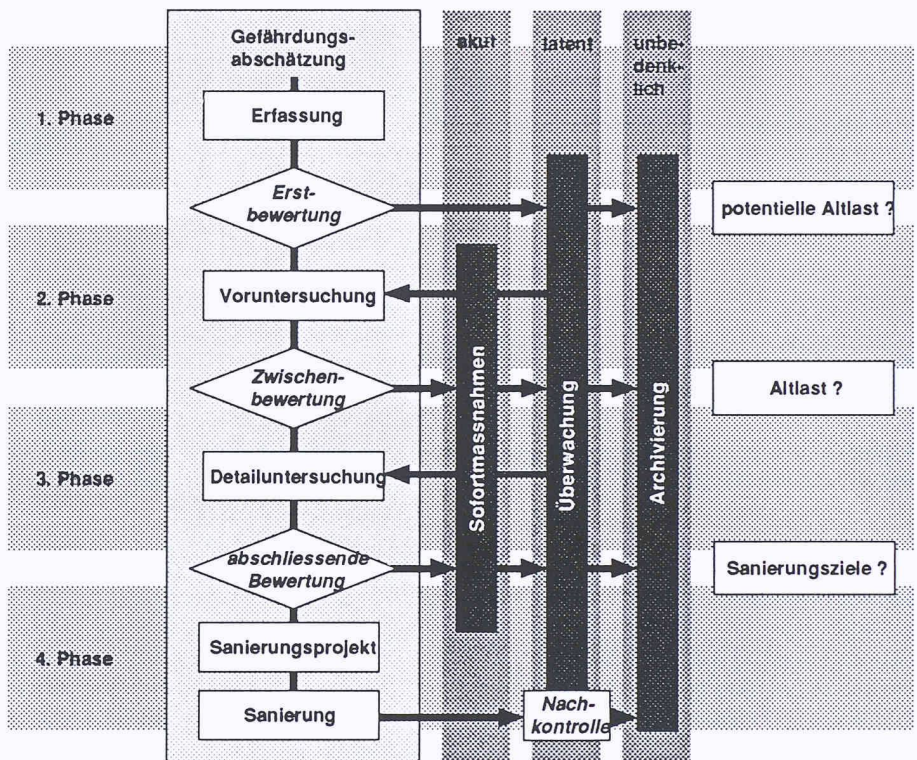 Gefährdungs-
abschätzung
akut
latent
unbe-
denk-
lich
1. Phase
Erfassung
Erst-
bewertung
potentielle Altlast ?
2. Phase
Voruntersuchung
Zwischen-
bewertung
Altlast ?
3. Phase
Detailuntersuchung
Sofortmassnahmen
Überwachung
Archivierung
abschliessende
Bewertung
Sanierungsziele ?
4. Phase
Sanierungsprojekt
Sanierung
Nach-
kontrolle